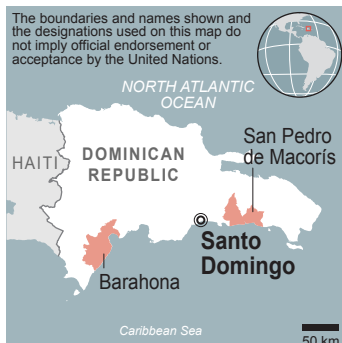 The boundaries and names shown and
the designations used on this map do
not imply official endorsement or
acceptance by the United Nations.
NORTH ATLANTIC
OCEAN
San Pedro
de Macorís
HAITI
DOMINICAN
REPUBLIC
Santo
Domingo
Barahona
Caribbean Sea
50 km